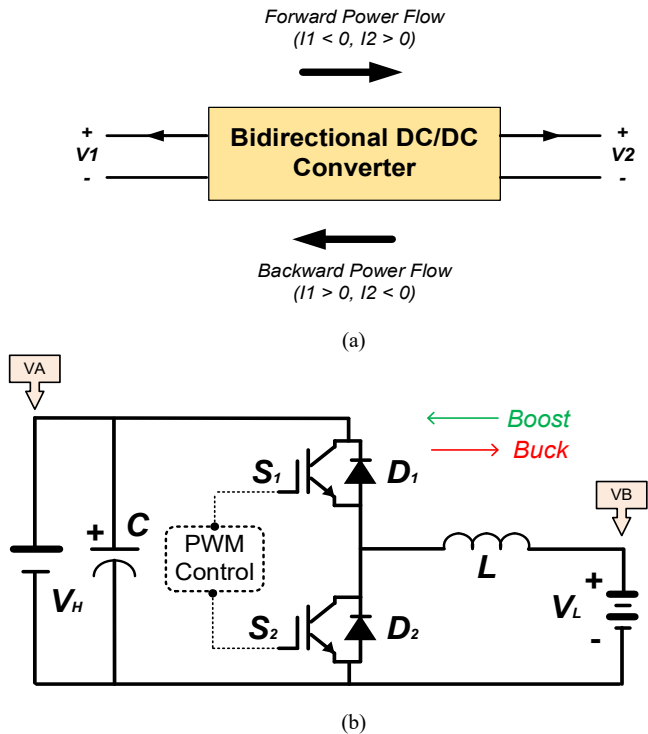 Forward Power Flow
(I1 < 0, I2 > 0)
+
V1
-
Bidirectional DC/DC
Converter
+
V2
-
Backward Power Flow
(I1 > 0, I2 < 0)
(a)
VA
Boost
Buck
VB
S1
D1
+
C
PWM
Control
L
VH
S2
D2
+
VL
-
(b)